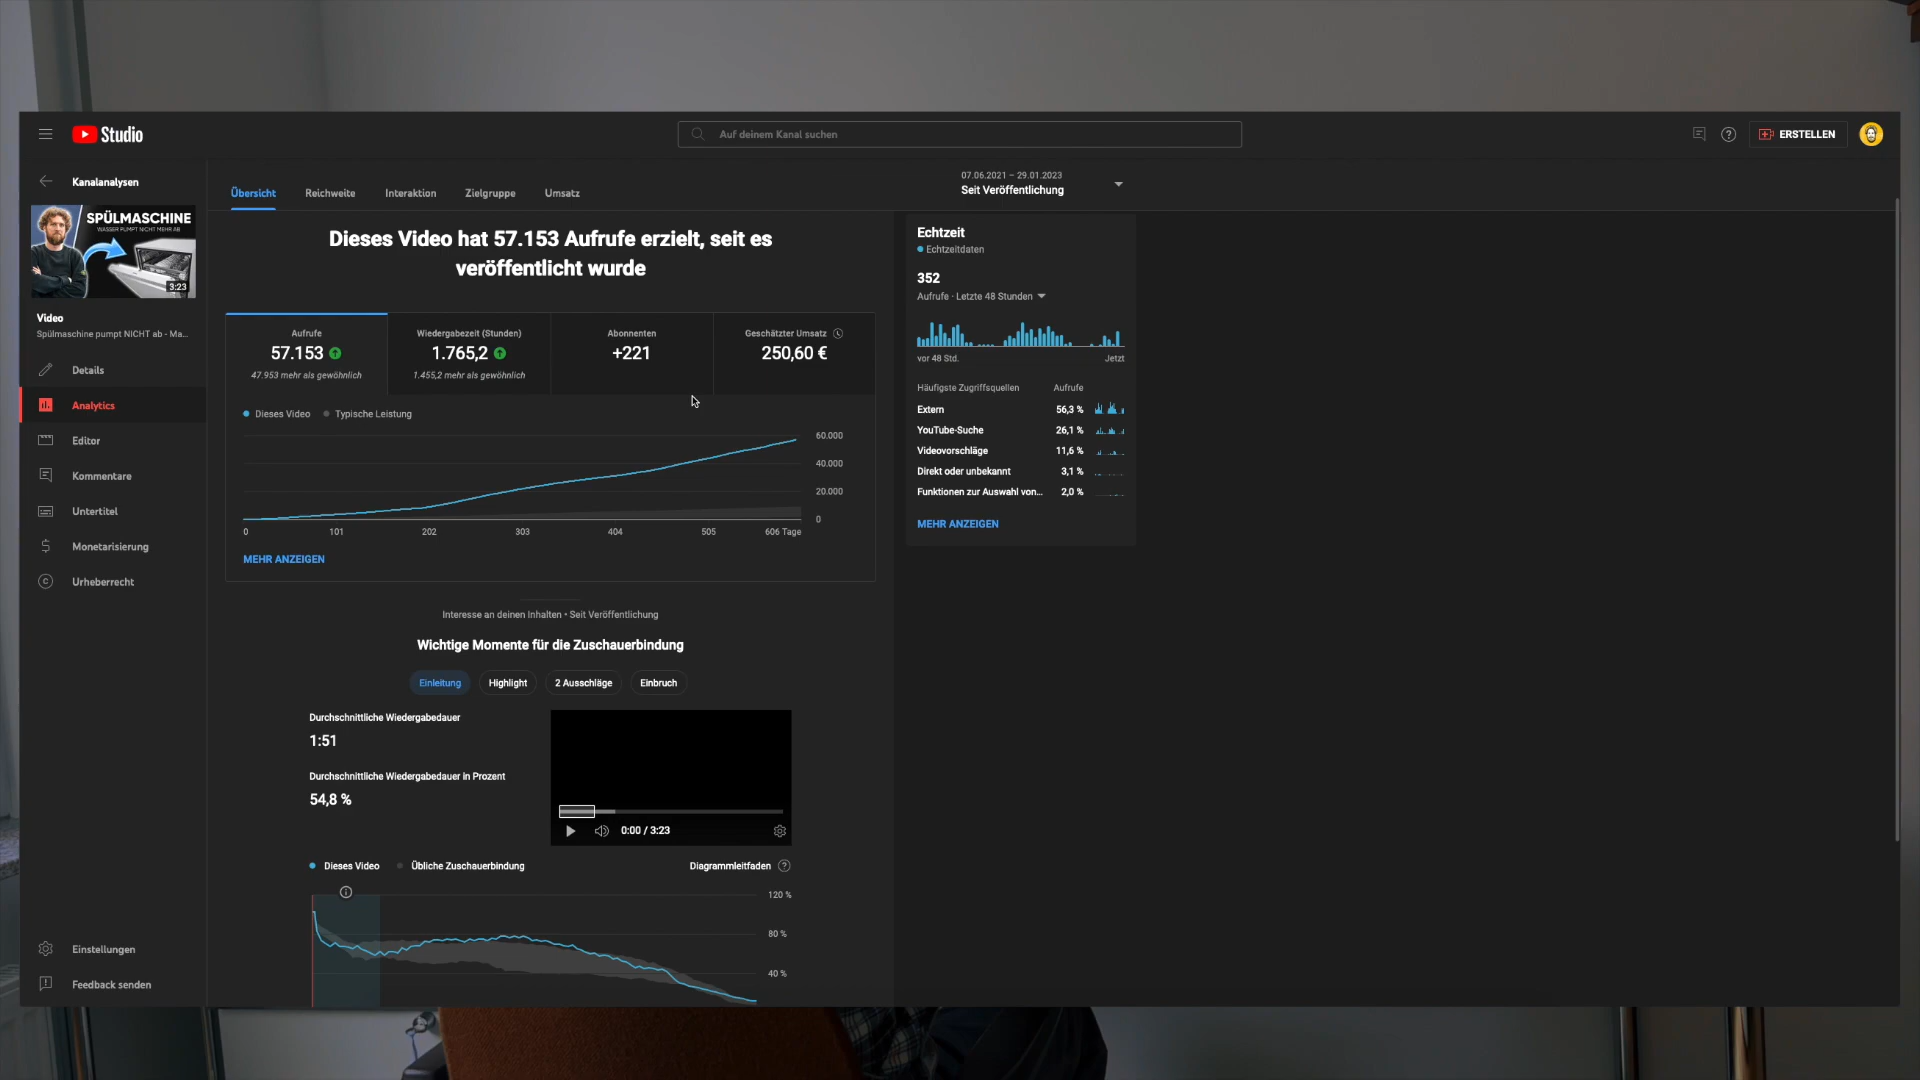 Studio
Auf deinem Kanal suchen
ERSTELLEN
Kanalanalysen
SPÜLMASCHINE
WASSER PUMPT NICHT MEHR AB
3:23
Video
Spülmaschine pumpt NICHT ab - Ma...
Details
Analytics
Editor
Kommentare
Untertitel
Monetarisierung
Urheberrecht
Einstellungen
Feedback senden
Übersicht
Reichweite
Interaktion
Zielgruppe
Umsatz
07.06.2021 – 29.01.2023
Seit Veröffentlichung
Dieses Video hat 57.153 Aufrufe erzielt, seit es
veröffentlicht wurde
Aufrufe
57.153
47.953 mehr als gewöhnlich
Wiedergabezeit (Stunden)
1.765,2
1.455,2 mehr als gewöhnlich
Abonnenten
+221
Geschätzter Umsatz
250,60 €
Dieses Video
Typische Leistung
60.000
40.000
20.000
0
0 101 202 303 404 505 606 Tage
MEHR ANZEIGEN
Interesse an deinen Inhalten • Seit Veröffentlichung
Wichtige Momente für die Zuschauerbindung
Einleitung
Highlight
2 Ausschläge
Einbruch
Durchschnittliche Wiedergabedauer
1:51
Durchschnittliche Wiedergabedauer in Prozent
54,8 %
0:00 / 3:23
Dieses Video
Übliche Zuschauerbindung
Diagrammleitfaden
120 %
80 %
40 %
Echtzeit
Echtzeitdaten
352
Aufrufe · Letzte 48 Stunden
vor 48 Std. Jetzt
Häufigste Zugriffsquellen Aufrufe
Extern 56,3 %
YouTube-Suche 26,1 %
Videovorschläge 11,6 %
Direkt oder unbekannt 3,1 %
Funktionen zur Auswahl von... 2,0 %
MEHR ANZEIGEN